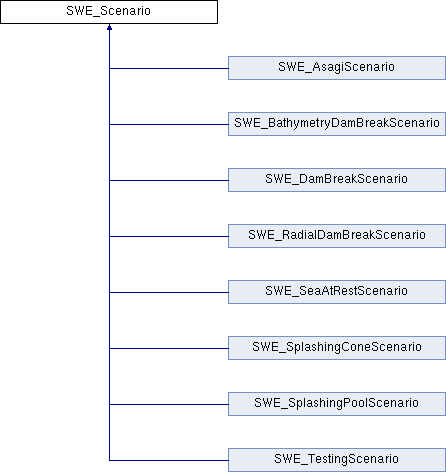 SWE_Scenario
SWE_AsagiScenario
SWE_BathymetryDamBreakScenario
SWE_DamBreakScenario
SWE_RadialDamBreakScenario
SWE_SeaAtRestScenario
SWE_SplashingConeScenario
SWE_SplashingPoolScenario
SWE_TestingScenario